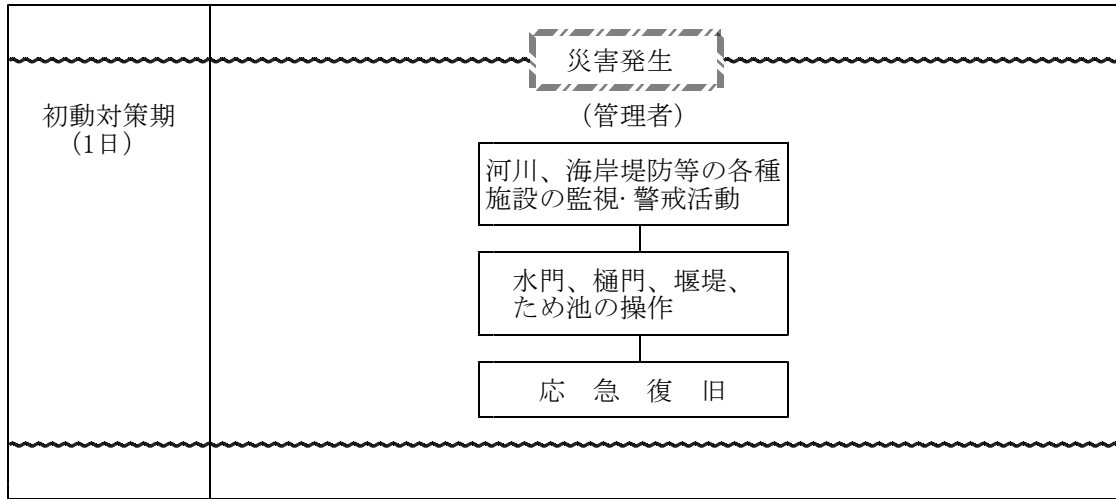 災害発生
初動対策期
(1日)
(管理者)
河川、海岸堤防等の各種
施設の監視・警戒活動
水門、樋門、堰堤、
ため池の操作
応 急 復 旧